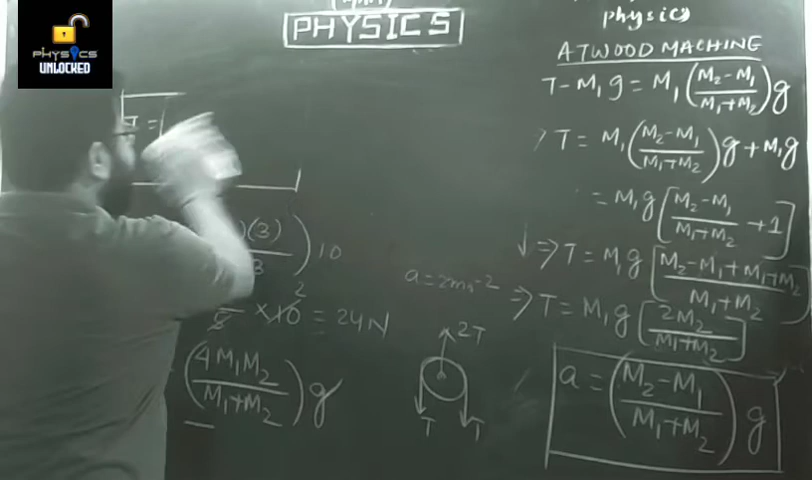 PHYSICS
UNLOCKED
PHYSICS
physics
ATWOOD MACHINE
T-M₁g = M₁((M₂-M₁)/(M₁+M₂))g
T = M₁((M₂-M₁)/(M₁+M₂))g + M₁g
= M₁g[(M₂-M₁)/(M₁+M₂) + 1]
⇒ T = M₁g[(M₂-M₁+M₁+M₂)/(M₁+M₂)]
⇒ T = M₁g[2M₂/(M₁+M₂)]
a = ((M₂-M₁)/(M₁+M₂))g
T =
)(3)
) 10
2
×10 = 24N
(4M₁M₂/(M₁+M₂))g
a = 2ms⁻²
2T
T T